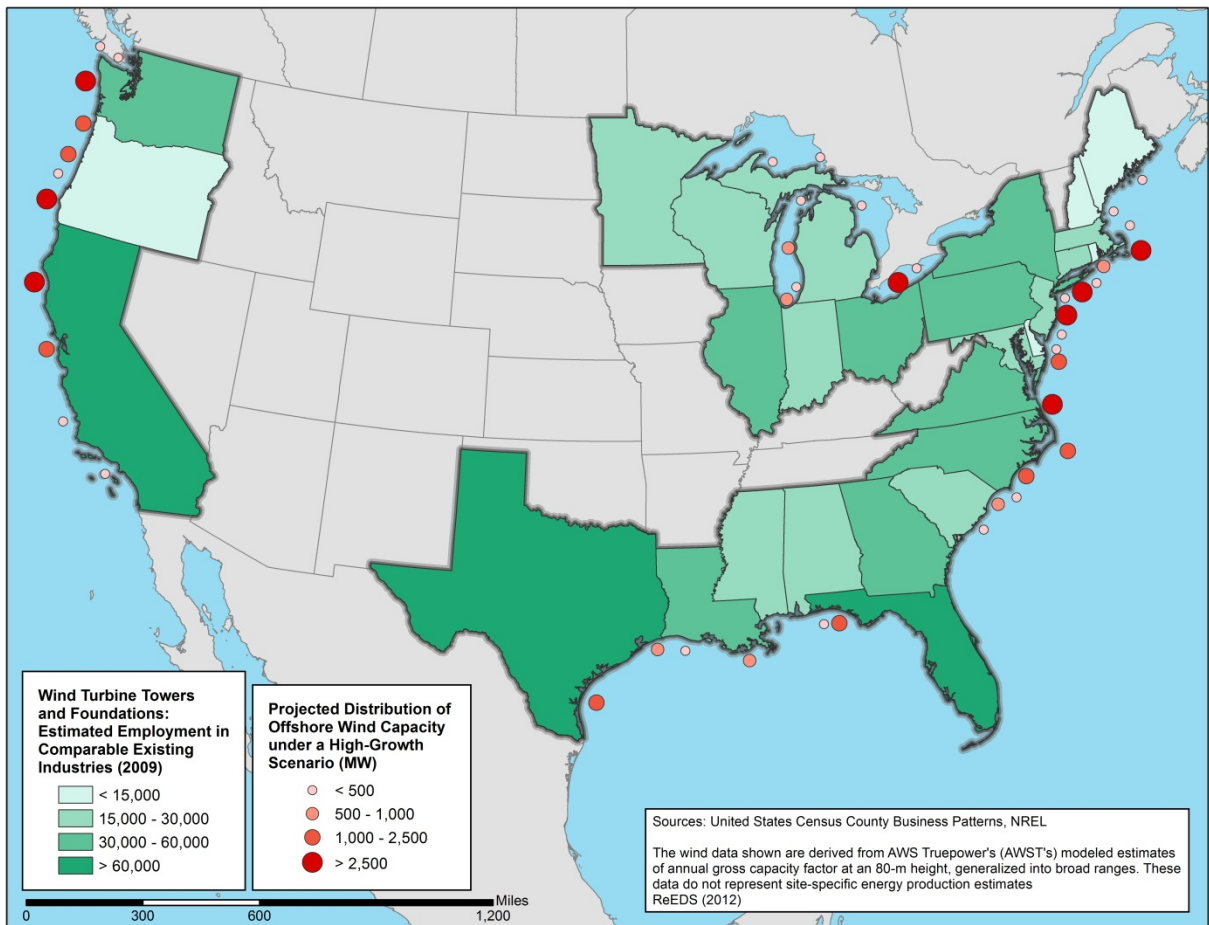 Wind Turbine Towers
and Foundations:
Estimated Employment in
Comparable Existing
Industries (2009)
< 15,000
15,000 - 30,000
30,000 - 60,000
> 60,000
Projected Distribution of
Offshore Wind Capacity
under a High-Growth
Scenario (MW)
< 500
500 - 1,000
1,000 - 2,500
> 2,500
Sources: United States Census County Business Patterns, NREL
The wind data shown are derived from AWS Truepower's (AWST's) modeled estimates
of annual gross capacity factor at an 80-m height, generalized into broad ranges. These
data do not represent site-specific energy production estimates
ReEDS (2012)
Miles
0 300 600 1,200